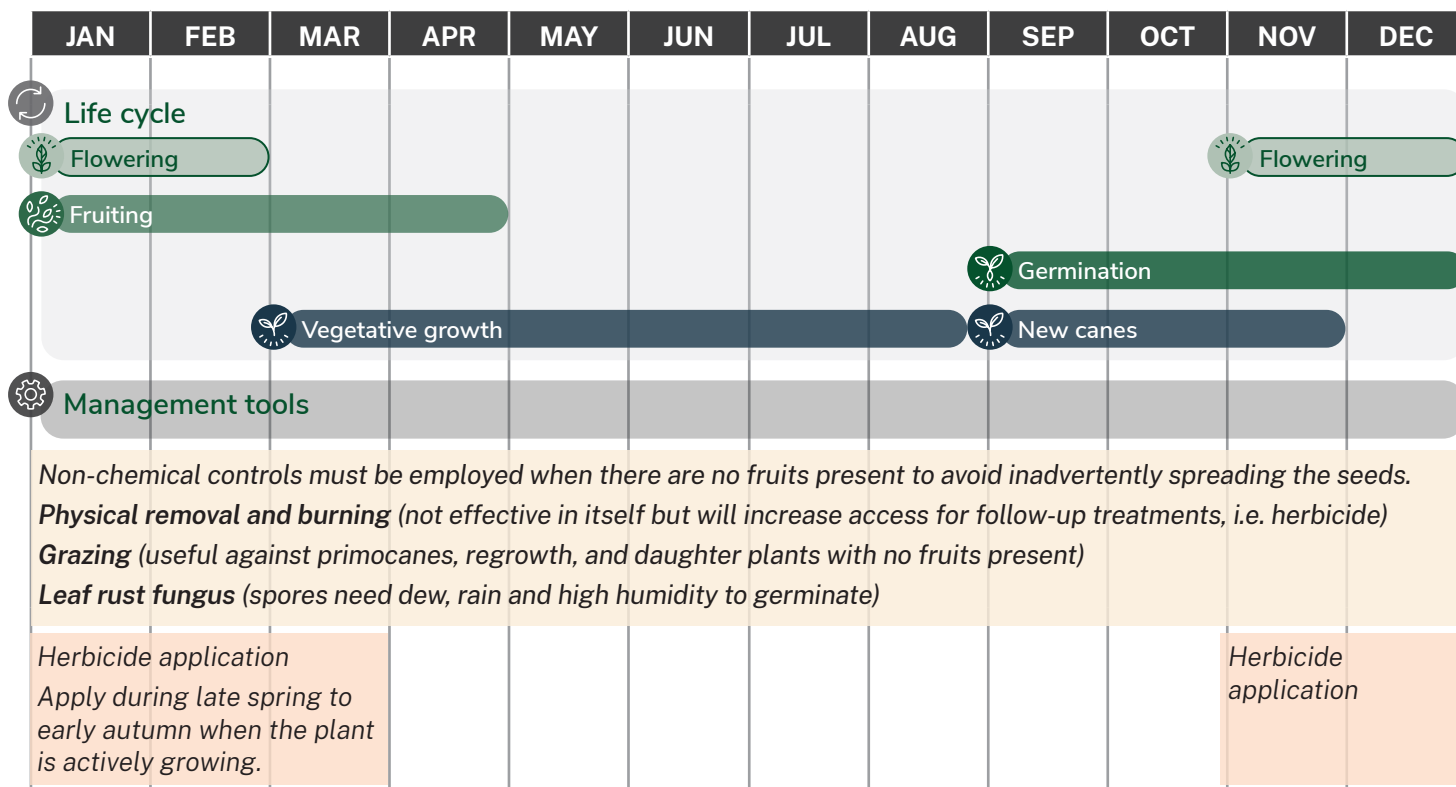 JAN FEB MAR APR MAY JUN JUL AUG SEP OCT NOV DEC
Life cycle
Flowering
Flowering
Fruiting
Germination
Vegetative growth
New canes
Management tools
Non-chemical controls must be employed when there are no fruits present to avoid inadvertently spreading the seeds.
Physical removal and burning (not effective in itself but will increase access for follow-up treatments, i.e. herbicide)
Grazing (useful against primocanes, regrowth, and daughter plants with no fruits present)
Leaf rust fungus (spores need dew, rain and high humidity to germinate)
Herbicide application
Apply during late spring to
early autumn when the plant
is actively growing.
Herbicide
application